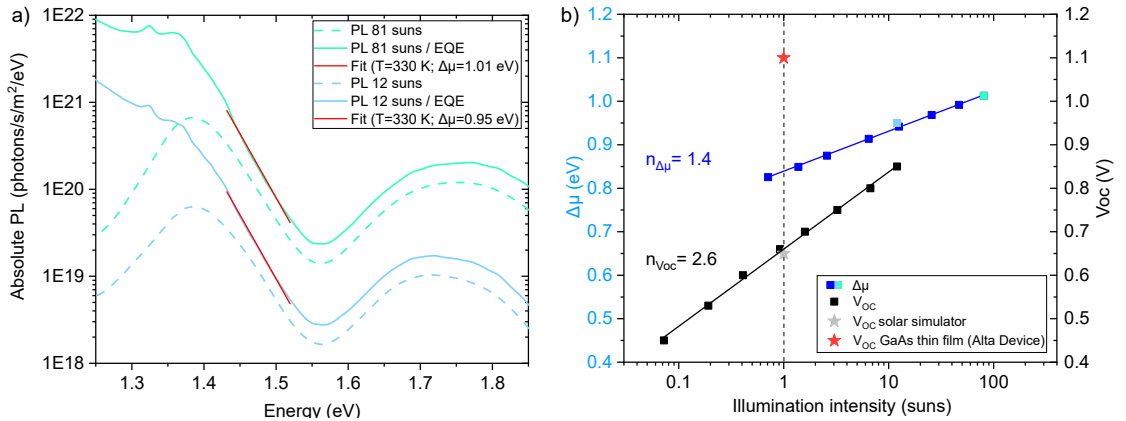 a)
Absolute PL (photons/s/m²/eV)
1E22
1E21
1E20
1E19
1E18
1.3
1.4
1.5
1.6
1.7
1.8
Energy (eV)
PL 81 suns
PL 81 suns / EQE
Fit (T=330 K; Δμ=1.01 eV)
PL 12 suns
PL 12 suns / EQE
Fit (T=330 K; Δμ=0.95 eV)
b)
Δμ (eV)
1.2
1.1
1.0
0.9
0.8
0.7
0.6
0.5
0.4
n_Δμ= 1.4
n_Voc= 2.6
Δμ
V_OC
V_OC solar simulator
V_OC GaAs thin film (Alta Device)
0.1
1
10
100
Illumination intensity (suns)
1.2
1.1
1.0
0.9
0.8
0.7
0.6
0.5
0.4
Voc (V)